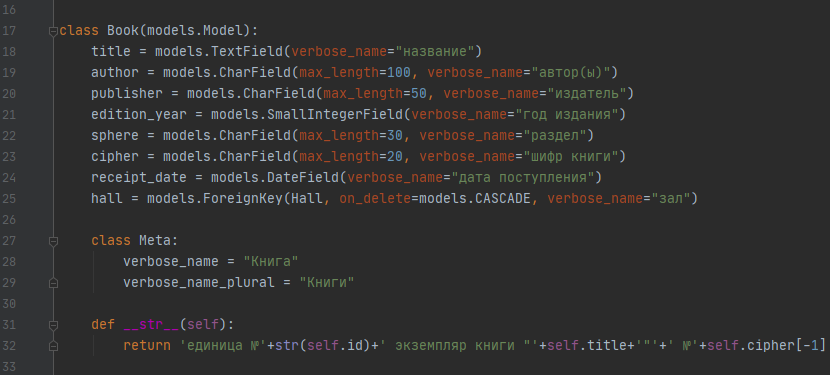 16
17 class Book(models.Model):
18 title = models.TextField(verbose_name="название")
19 author = models.CharField(max_length=100, verbose_name="автор(ы)")
20 publisher = models.CharField(max_length=50, verbose_name="издатель")
21 edition_year = models.SmallIntegerField(verbose_name="год издания")
22 sphere = models.CharField(max_length=30, verbose_name="раздел")
23 cipher = models.CharField(max_length=20, verbose_name="шифр книги")
24 receipt_date = models.DateField(verbose_name="дата поступления")
25 hall = models.ForeignKey(Hall, on_delete=models.CASCADE, verbose_name="зал")
26
27 class Meta:
28 verbose_name = "Книга"
29 verbose_name_plural = "Книги"
30
31 def __str__(self):
32 return 'единица №'+str(self.id)+' экземпляр книги "'+self.title+'"'+' №'+self.cipher[-1]
33